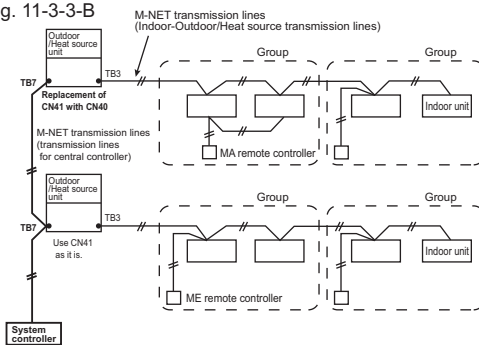 g. 11-3-3-B
M-NET transmission lines
(Indoor-Outdoor/Heat source transmission lines)
Outdoor
/Heat source
unit
TB7
TB3
Replacement of
CN41 with CN40
Group
Group
Indoor unit
MA remote controller
M-NET transmission lines
(transmission lines
for central controller)
Outdoor
/Heat source
unit
TB7
TB3
Use CN41
as it is.
Group
Group
Indoor unit
ME remote controller
System
controller